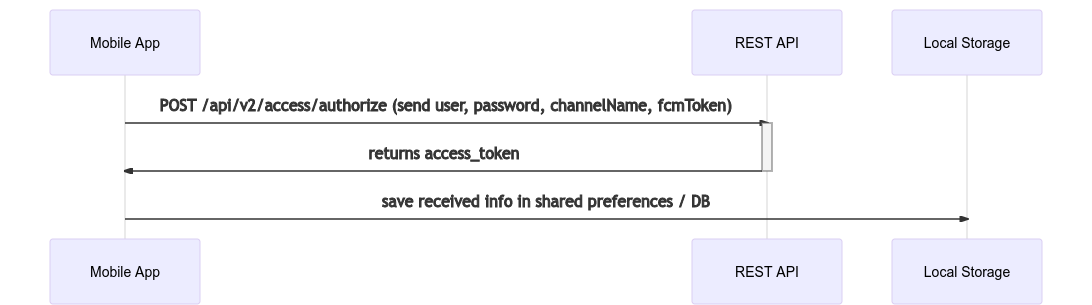 Mobile App
REST API
Local Storage
POST /api/v2/access/authorize (send user, password, channelName, fcmToken)
returns access_token
save received info in shared preferences / DB
Mobile App
REST API
Local Storage